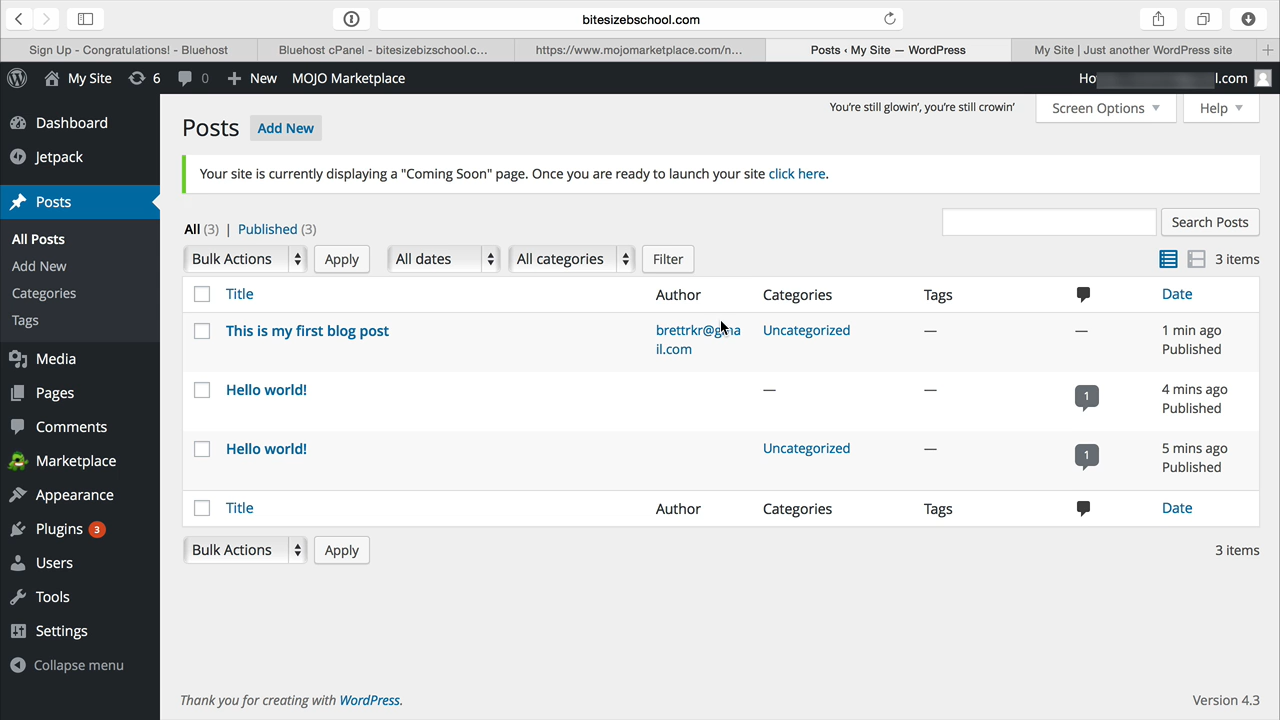 bitesizebschool.com
Sign Up - Congratulations! - Bluehost
Bluehost cPanel - bitesizebizschool.c...
https://www.mojomarketplace.com/n...
Posts ‹ My Site — WordPress
My Site | Just another WordPress site
My Site 6 0 New MOJO Marketplace
Ho l.com
Dashboard
Jetpack
Posts
All Posts
Add New
Categories
Tags
Media
Pages
Comments
Marketplace
Appearance
Plugins 3
Users
Tools
Settings
Collapse menu
You're still glowin', you're still crowin'
Screen Options
Help
Posts Add New
Your site is currently displaying a "Coming Soon" page. Once you are ready to launch your site click here.
All (3) | Published (3)
Search Posts
Bulk Actions Apply All dates All categories Filter 3 items
Title Author Categories Tags Date
This is my first blog post brettrkr@gma Uncategorized — — 1 min ago
il.com Published
Hello world! — — 1 4 mins ago
Published
Hello world! Uncategorized — 1 5 mins ago
Published
Title Author Categories Tags Date
Bulk Actions Apply 3 items
Thank you for creating with WordPress.
Version 4.3